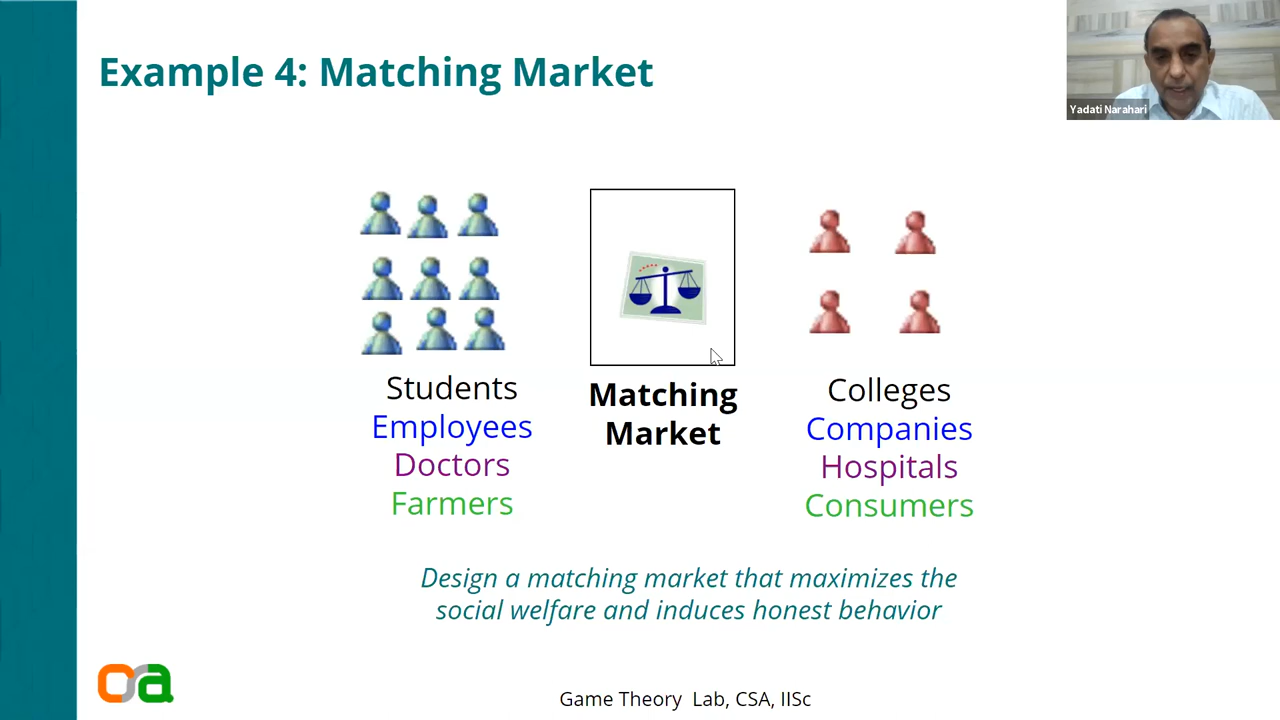 Example 4: Matching Market
Yadati Narahari
Students
Employees
Doctors
Farmers
Matching
Market
Colleges
Companies
Hospitals
Consumers
Design a matching market that maximizes the
social welfare and induces honest behavior
Game Theory Lab, CSA, IISc